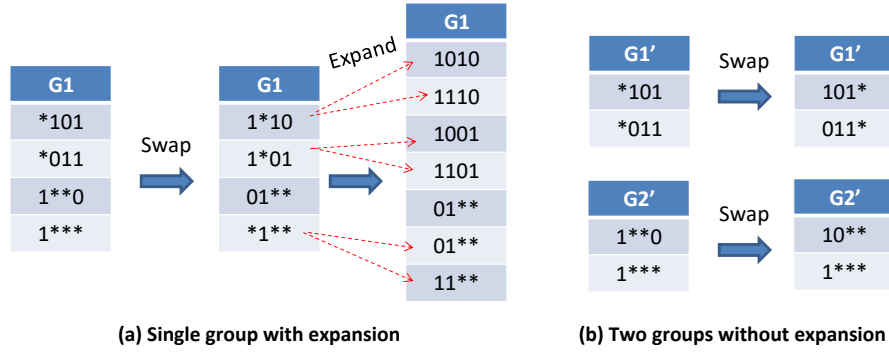 G1
*101
*011
1**0
1***
Swap
G1
1*10
1*01
01**
*1**
Expand
G1
1010
1110
1001
1101
01**
01**
11**
(a) Single group with expansion
G1'
*101
*011
Swap
G1'
101*
011*
G2'
1**0
1***
Swap
G2'
10**
1***
(b) Two groups without expansion